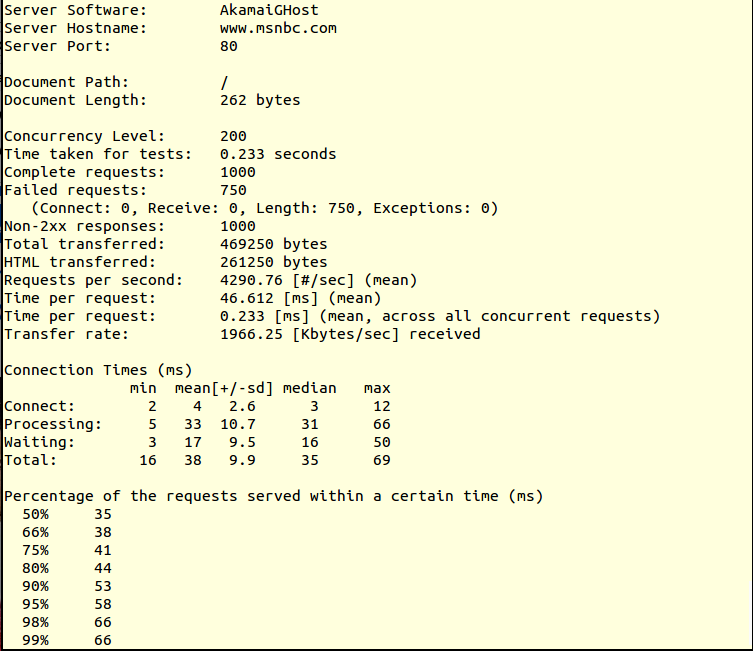 Server Software:        AkamaiGHost
Server Hostname:        www.msnbc.com
Server Port:            80

Document Path:          /
Document Length:        262 bytes

Concurrency Level:      200
Time taken for tests:   0.233 seconds
Complete requests:      1000
Failed requests:        750
   (Connect: 0, Receive: 0, Length: 750, Exceptions: 0)
Non-2xx responses:      1000
Total transferred:      469250 bytes
HTML transferred:       261250 bytes
Requests per second:    4290.76 [#/sec] (mean)
Time per request:       46.612 [ms] (mean)
Time per request:       0.233 [ms] (mean, across all concurrent requests)
Transfer rate:          1966.25 [Kbytes/sec] received

Connection Times (ms)
              min  mean[+/-sd] median   max
Connect:        2    4   2.6      3      12
Processing:     5   33  10.7     31      66
Waiting:        3   17   9.5     16      50
Total:         16   38   9.9     35      69

Percentage of the requests served within a certain time (ms)
  50%     35
  66%     38
  75%     41
  80%     44
  90%     53
  95%     58
  98%     66
  99%     66